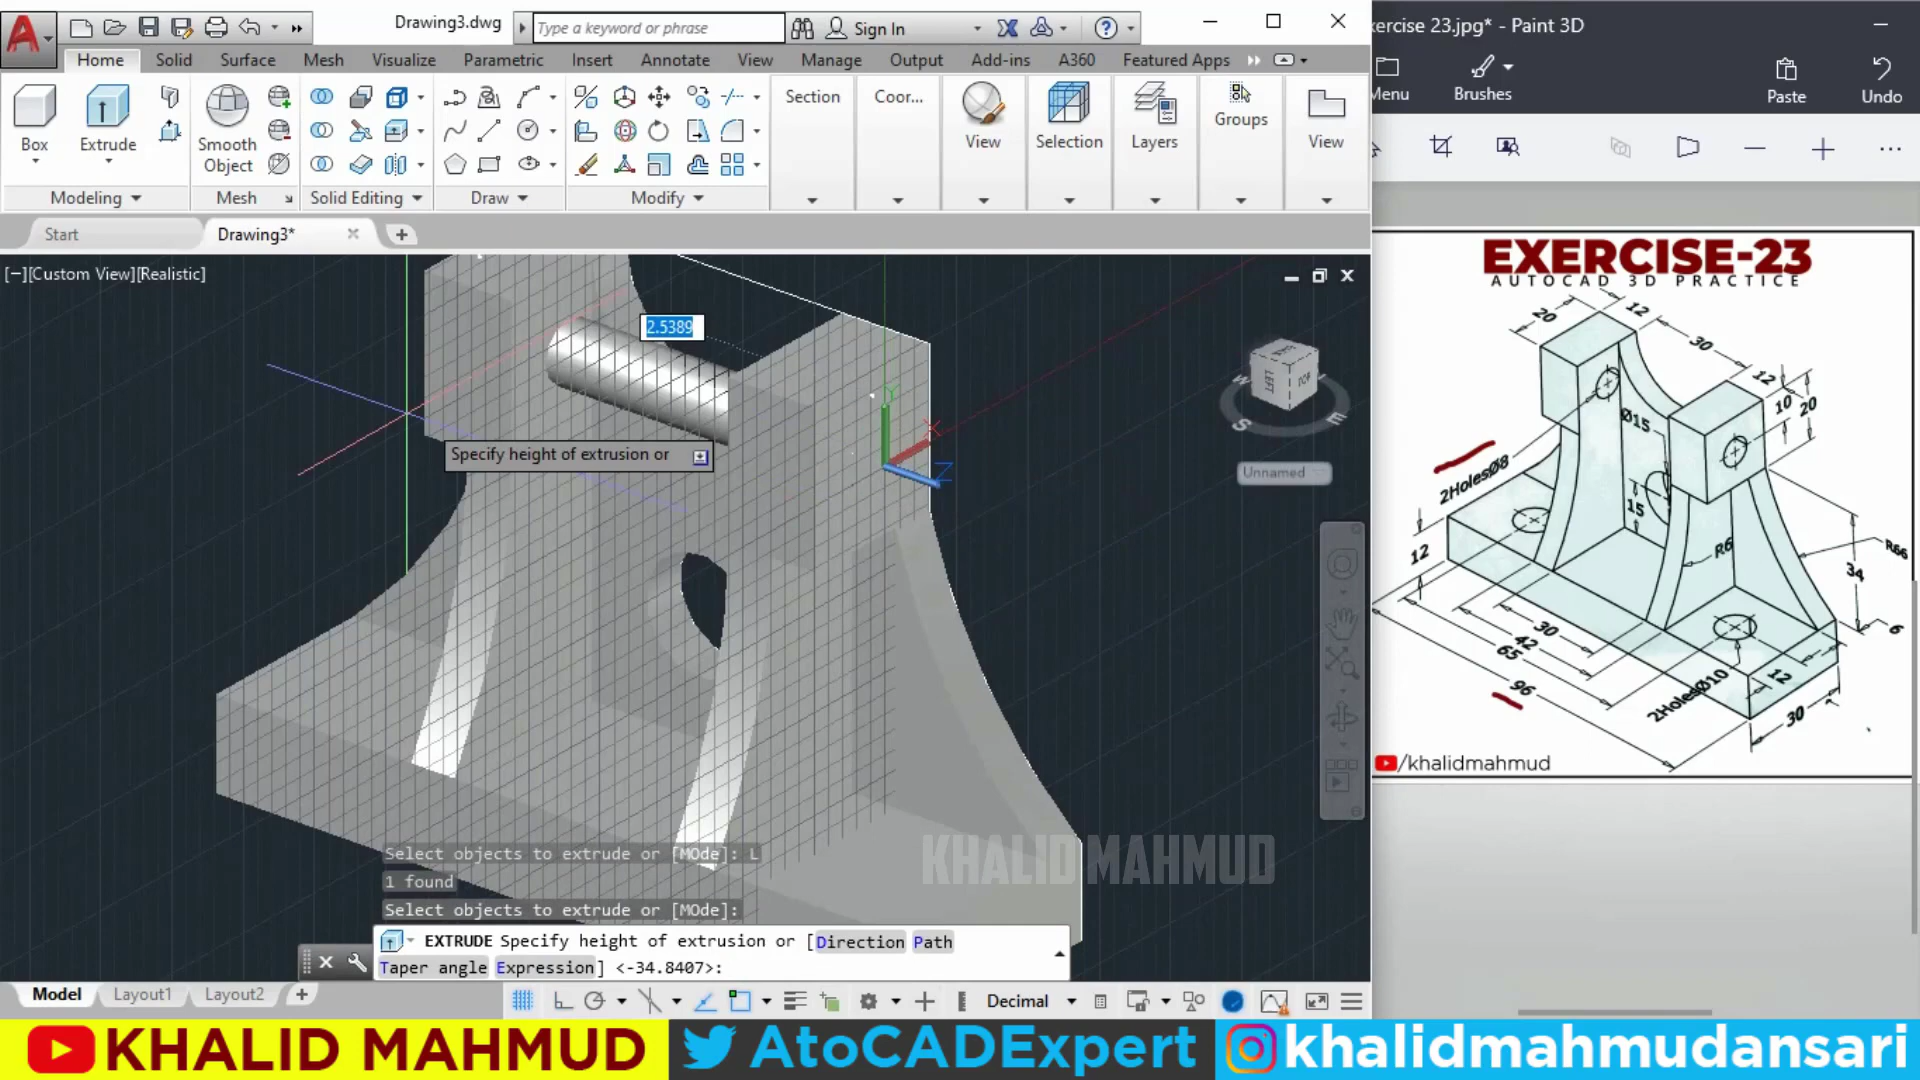 Drawing3.dwg
Type a keyword or phrase
Sign In
Home Solid Surface Mesh Visualize Parametric Insert Annotate View Manage Output Add-ins A360 Featured Apps
Box
Extrude
Smooth
Object
Section
Coor...
View
Selection
Layers
Groups
View
Modeling
Mesh
Solid Editing
Draw
Modify
Start
Drawing3*
[−][Custom View][Realistic]
2.5389
Specify height of extrusion or
Y
X
Z
LEFT
TOP
W
S
E
Unnamed
KHALID MAHMUD
Select objects to extrude or [MOde]: L
1 found
Select objects to extrude or [MOde]:
EXTRUDE Specify height of extrusion or [Direction Path
Taper angle Expression] <-34.8407>:
Model
Layout1
Layout2
Decimal
xercise 23.jpg* - Paint 3D
Menu
Brushes
Paste
Undo
EXERCISE-23
AUTOCAD 3D PRACTICE
20
12
30
12
10
20
Ø15
2HolesØ8
15
R6
R66
34
12
6
30
42
65
96
2HolesØ10
12
30
/khalidmahmud
KHALID MAHMUD
AtoCADExpert
khalidmahmudansari